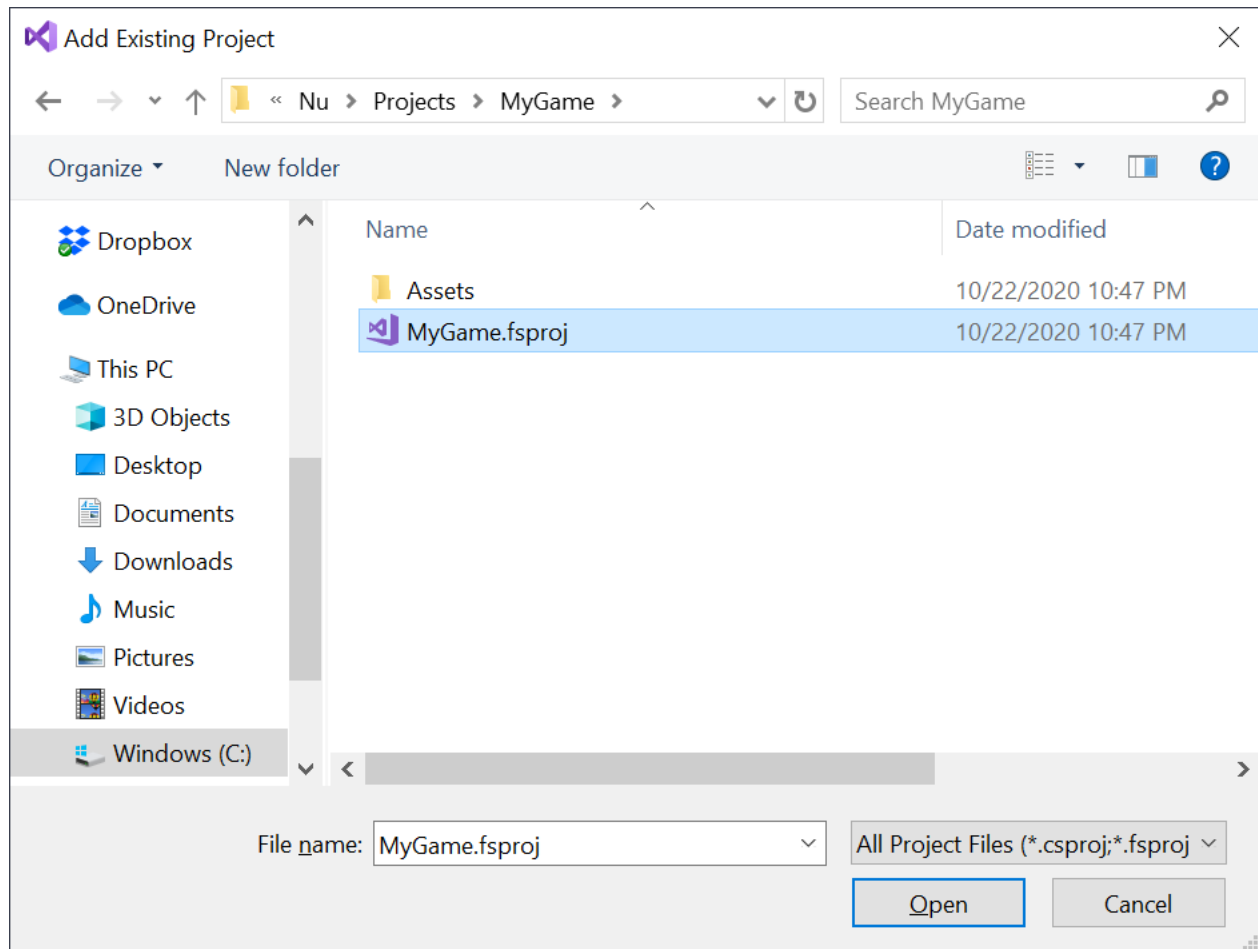 Add Existing Project
« Nu > Projects > MyGame >
Search MyGame
Organize
New folder
?
Name
Date modified
Dropbox
OneDrive
This PC
3D Objects
Desktop
Documents
Downloads
Music
Pictures
Videos
Windows (C:)
Assets 10/22/2020 10:47 PM
MyGame.fsproj 10/22/2020 10:47 PM
File name: MyGame.fsproj
All Project Files (*.csproj;*.fsproj
Open
Cancel